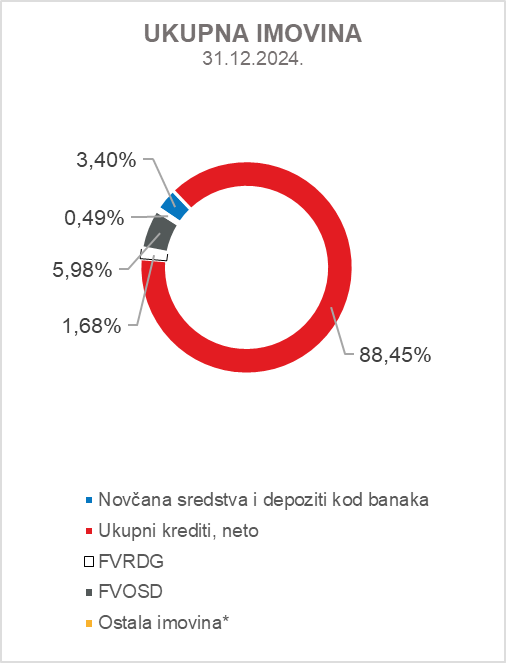 UKUPNA IMOVINA
31.12.2024.
3,40%
0,49%
5,98%
1,68%
88,45%
Novčana sredstva i depoziti kod banaka
Ukupni krediti, neto
FVRDG
FVOSD
Ostala imovina*